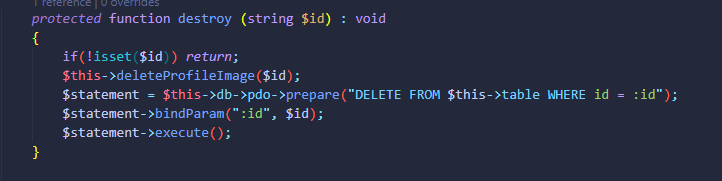 1 reference | 0 overrides
protected function destroy (string $id) : void
{
if(!isset($id)) return;
$this->deleteProfileImage($id);
$statement = $this->db->pdo->prepare("DELETE FROM $this->table WHERE id = :id");
$statement->bindParam(":id", $id);
$statement->execute();
}